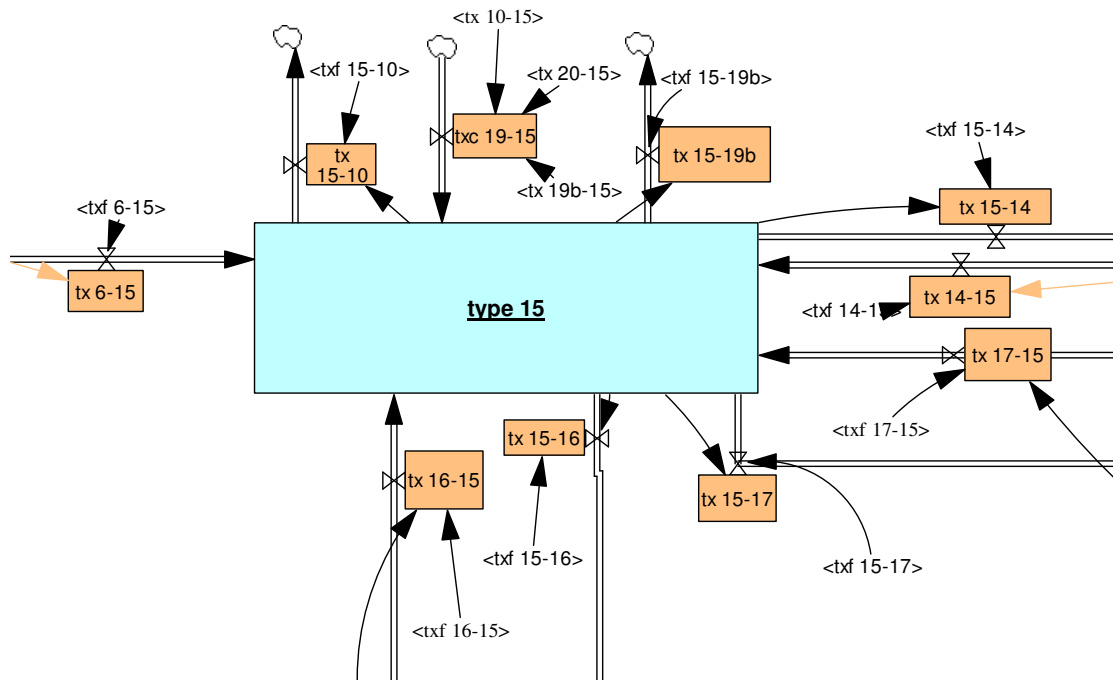 <tx 10-15>
<txf 15-10>
<tx 20-15>
<txf 15-19b>
txc 19-15
<txf 15-14>
tx
15-10
tx 15-19b
<tx 19b-15>
<txf 6-15>
tx 15-14
tx 6-15
type 15
tx 14-15
<txf 14-15>
tx 17-15
<txf 17-15>
tx 15-16
tx 16-15
tx 15-17
<txf 15-16>
<txf 15-17>
<txf 16-15>